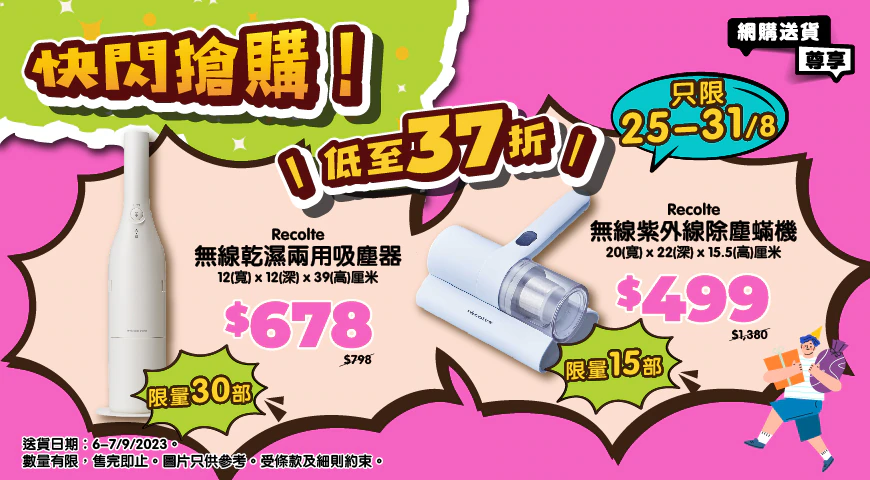 快閃搶購！
網購送貨
尊享
低至37折
只限
25-31/8
Recolte
無線乾濕兩用吸塵器
12(寬) x 12(深) x 39(高)厘米
$678
$798
限量30部
Recolte
無線紫外線除塵蟎機
20(寬) x 22(深) x 15.5(高)厘米
$499
$1,380
限量15部
récolte
送貨日期：6-7/9/2023。
數量有限，售完即止。圖片只供參考。受條款及細則約束。